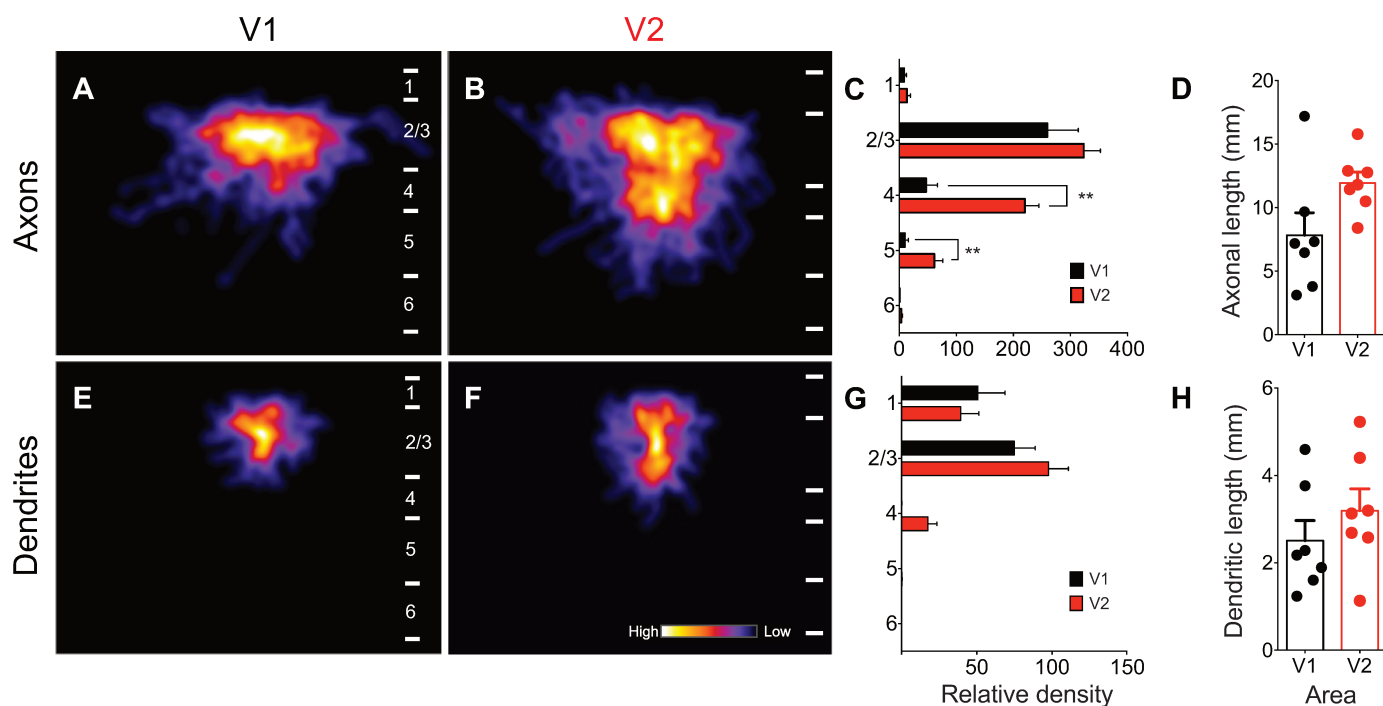 V1
V2
Axons
A
1
2/3
4
5
6
B
C
1
2/3
4
5
6
**
**
V1
V2
0
100
200
300
400
D
Axonal length (mm)
20
15
10
5
0
V1
V2
Dendrites
E
1
2/3
4
5
6
F
High
Low
G
1
2/3
4
5
6
V1
V2
50
100
150
Relative density
H
Dendritic length (mm)
6
4
2
0
V1
V2
Area